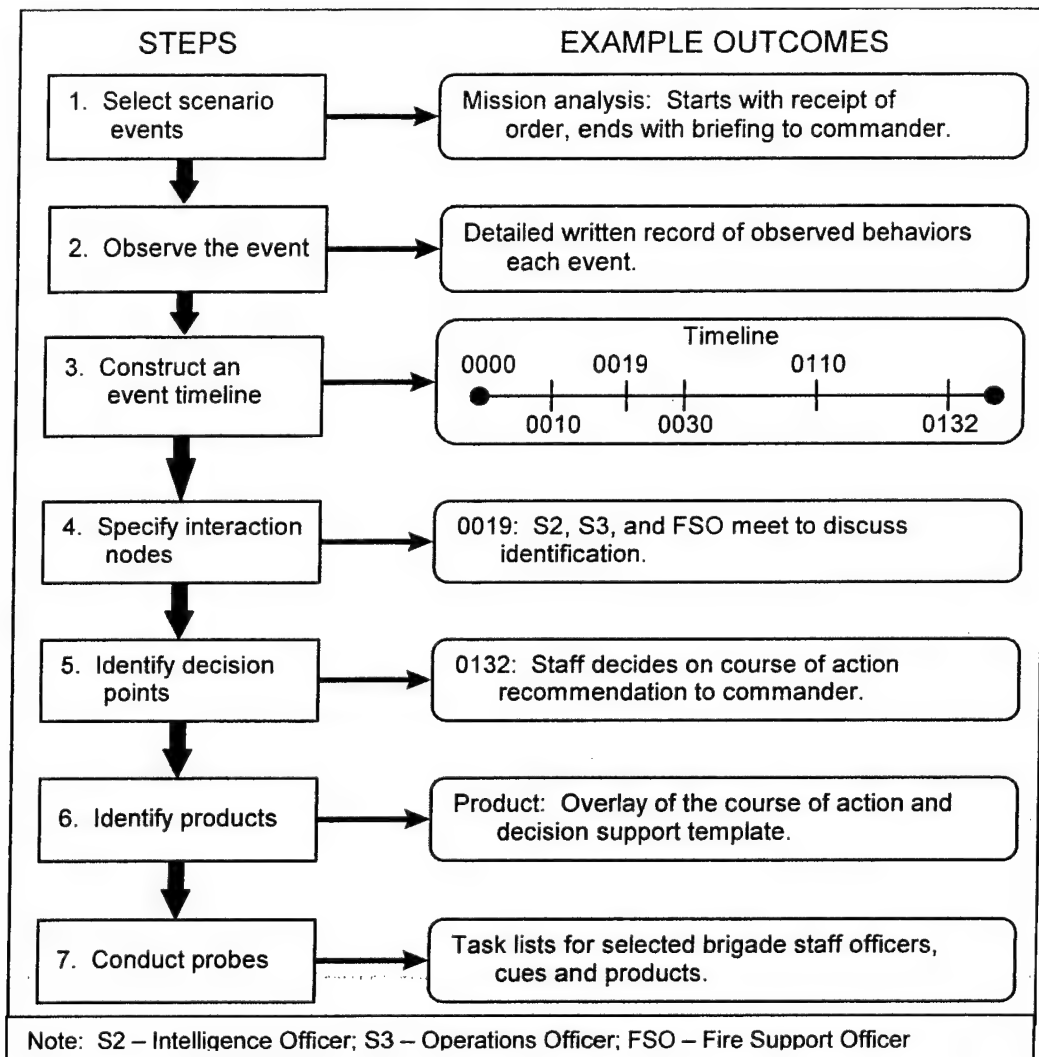 STEPS
EXAMPLE OUTCOMES
1. Select scenario
events
Mission analysis: Starts with receipt of
order, ends with briefing to commander.
2. Observe the event
Detailed written record of observed behaviors
each event.
3. Construct an
event timeline
Timeline
0000 0019 0110
0010 0030 0132
4. Specify interaction
nodes
0019: S2, S3, and FSO meet to discuss
identification.
5. Identify decision
points
0132: Staff decides on course of action
recommendation to commander.
6. Identify products
Product: Overlay of the course of action and
decision support template.
7. Conduct probes
Task lists for selected brigade staff officers,
cues and products.
Note: S2 – Intelligence Officer; S3 – Operations Officer; FSO – Fire Support Officer